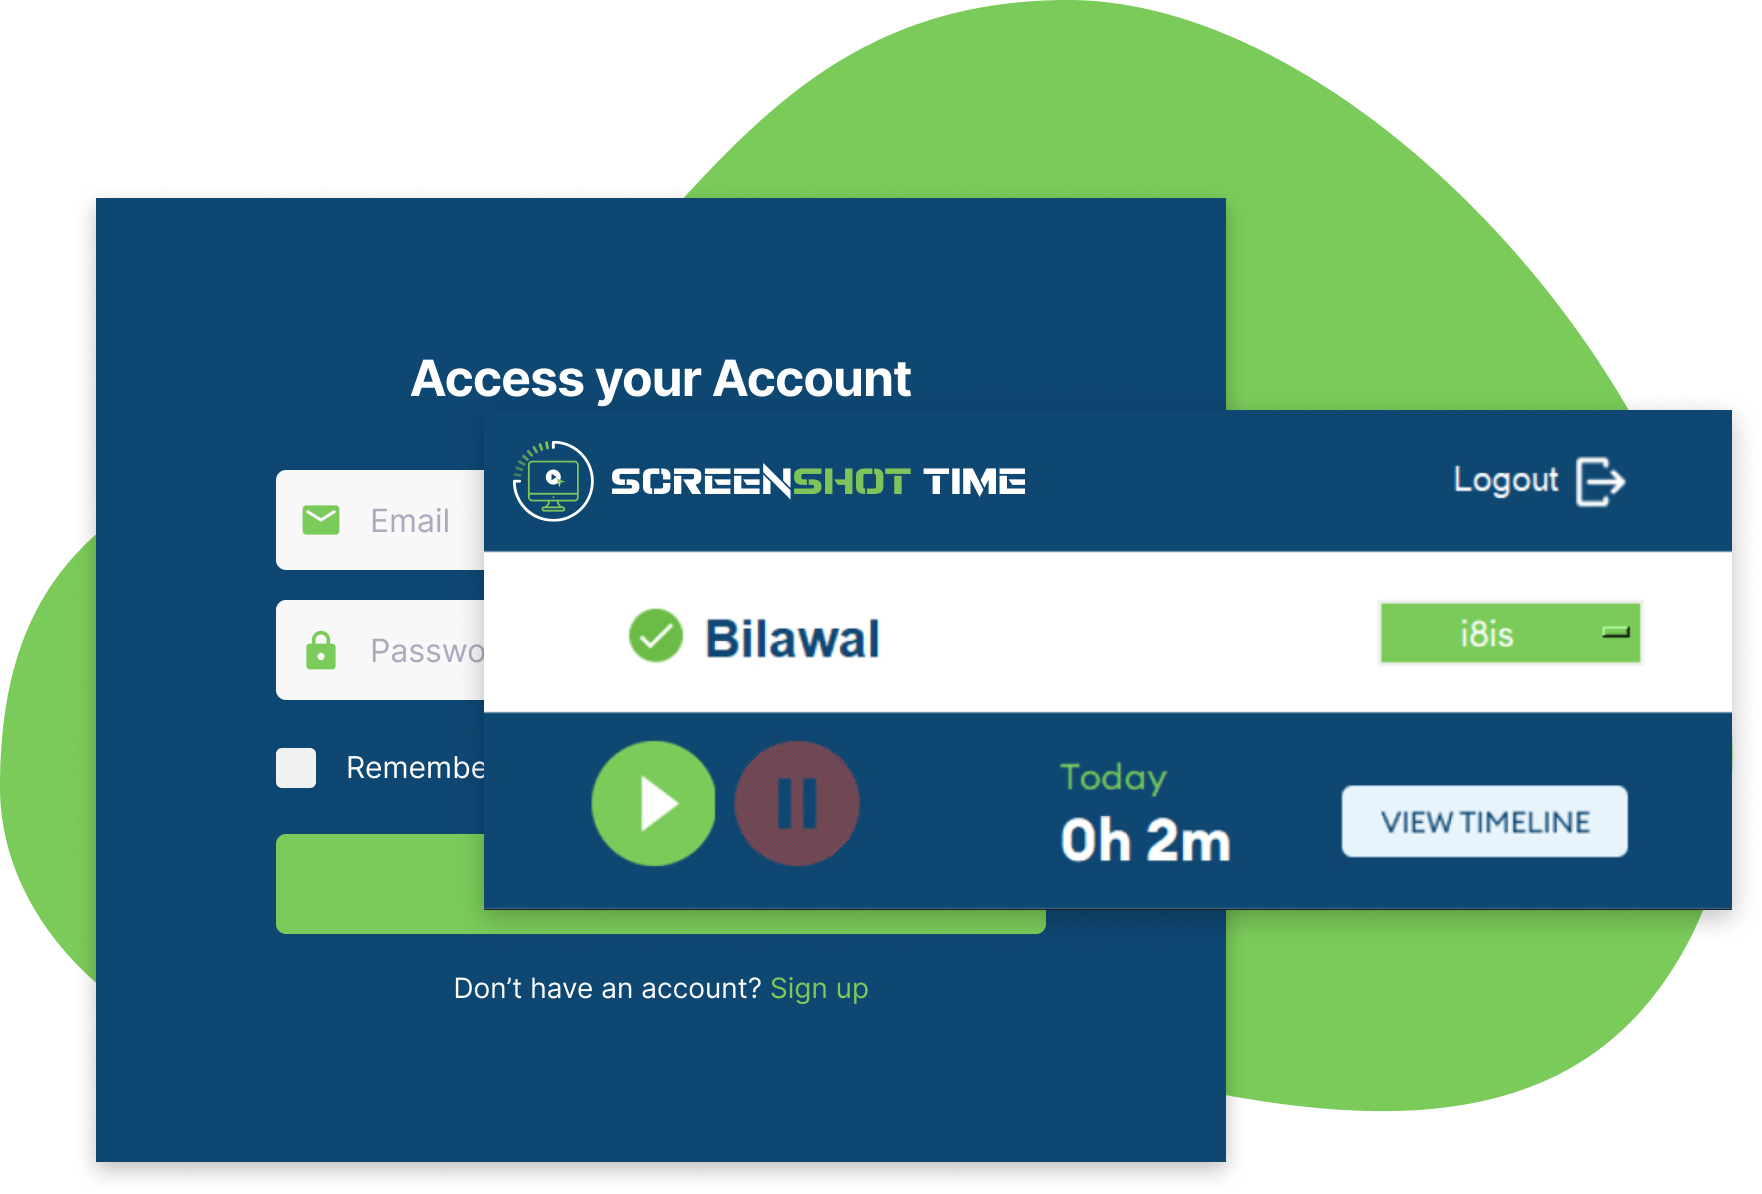 Access your Account
Email
Passwo
Remembe
Don’t have an account? Sign up
SCREENSHOT TIME
Logout
Bilawal
i8is
Today
0h 2m
VIEW TIMELINE